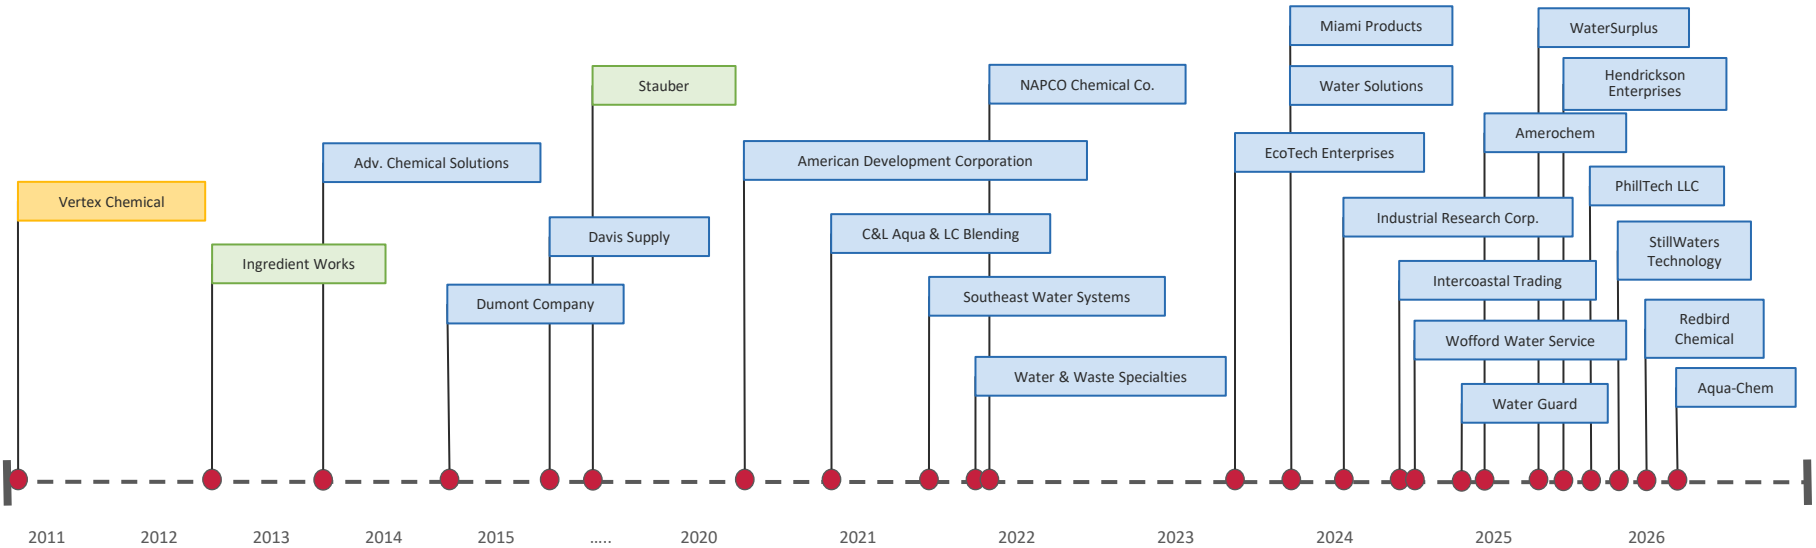 Miami Products
WaterSurplus
Stauber
NAPCO Chemical Co.
Water Solutions
Hendrickson
Enterprises
Adv. Chemical Solutions
American Development Corporation
EcoTech Enterprises
Amerochem
Vertex Chemical
PhillTech LLC
Ingredient Works
Davis Supply
C&L Aqua & LC Blending
Industrial Research Corp.
StillWaters
Technology
Dumont Company
Southeast Water Systems
Intercoastal Trading
Redbird
Chemical
Wofford Water Service
Water & Waste Specialties
Water Guard
Aqua-Chem
2011 2012 2013 2014 2015 ..... 2020 2021 2022 2023 2024 2025 2026